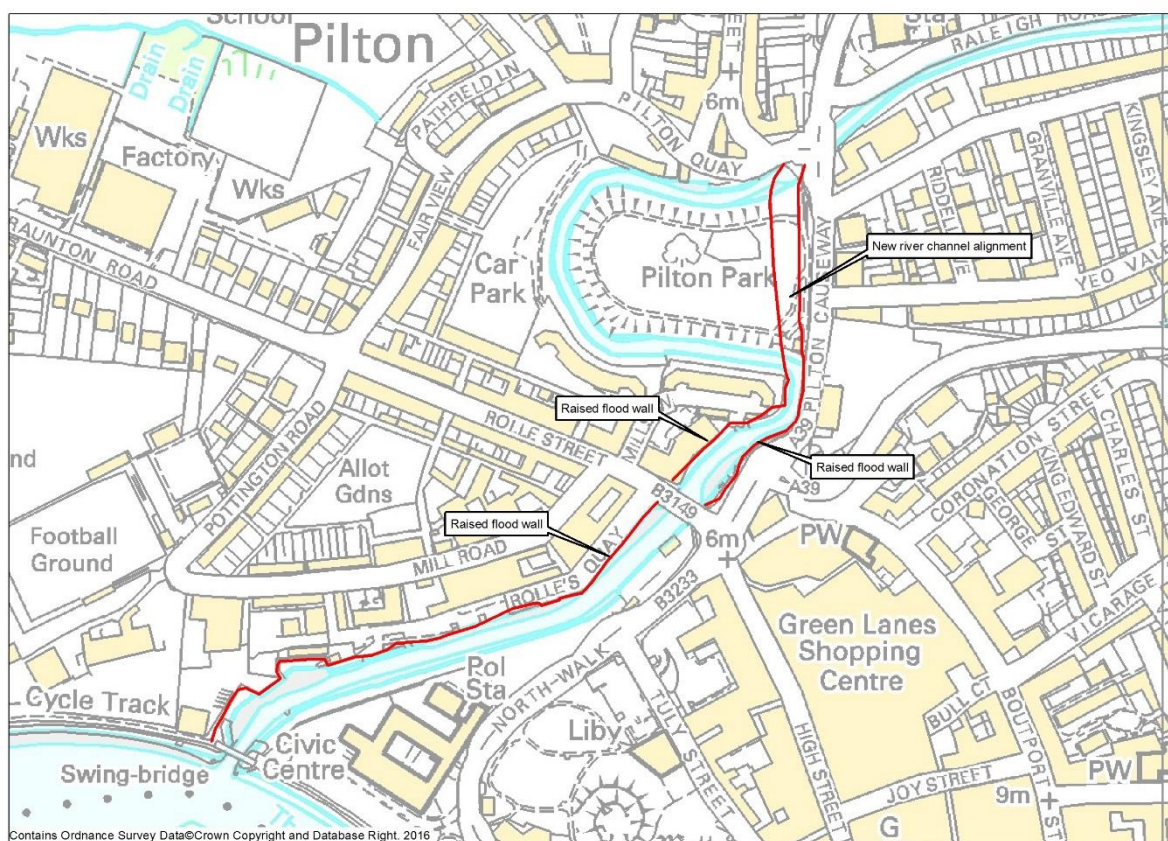 School
Pilton
Sta
RALEIGH ROAD
Drain
Drain
PATHFIELD LN
PILTON QUAY
6m
Wks
Factory
Wks
FAIR VIEW
KINGSLEY AVE
GRANVILLE AVE
RIDDELL
AVE
New river channel alignment
BRAUNTON ROAD
Car
Park
Pilton Park
PILTON CAUSEWAY
YEO VAL
Raised flood wall
ROLLE STREET
MILL
A39
Raised flood wall
A39
CORONATION STREET
CHARLES ST
KING EDWARD S
GEORGE
S
POTTINGTON ROAD
Allot
Gdns
nd
Raised flood wall
B3149
6m
PW
Football
Ground
MILL ROAD
ROLLE'S QUAY
B3233
VICARAGE
Green Lanes
Shopping
Centre
Pol
Sta
NORTH-WALK
TULY STREET
BULL CT
BOUTPORT ST
Cycle Track
Civic
Centre
Liby
HIGH STREET
Swing-bridge
JOY STREET
PW
9m
G
Contains Ordnance Survey Data©Crown Copyright and Database Right. 2016